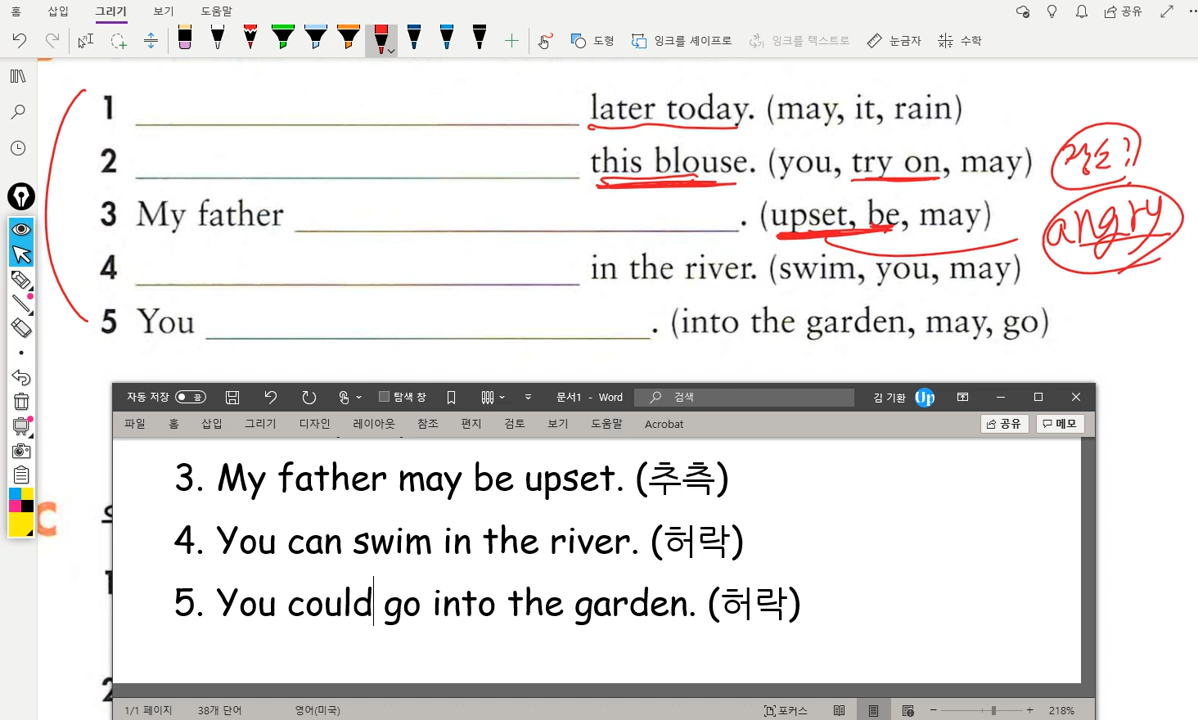 홈 삽입 그리기 보기 도움말 공유
도형 잉크를 셰이프로 잉크를 텍스트로 눈금자 수학
1 later today. (may, it, rain)
2 this blouse. (you, try on, may)
3 My father . (upset, be, may) angry
4 in the river. (swim, you, may)
5 You . (into the garden, may, go)
자동 저장 끔 탐색 창 문서1 - Word 검색 김 기환 Up
파일 홈 삽입 그리기 디자인 레이아웃 참조 편지 검토 보기 도움말 Acrobat 공유 메모
3. My father may be upset. (추측)
4. You can swim in the river. (허락)
5. You could go into the garden. (허락)
C
1
2
1/1 페이지 38개 단어 영어(미국) 포커스 218%